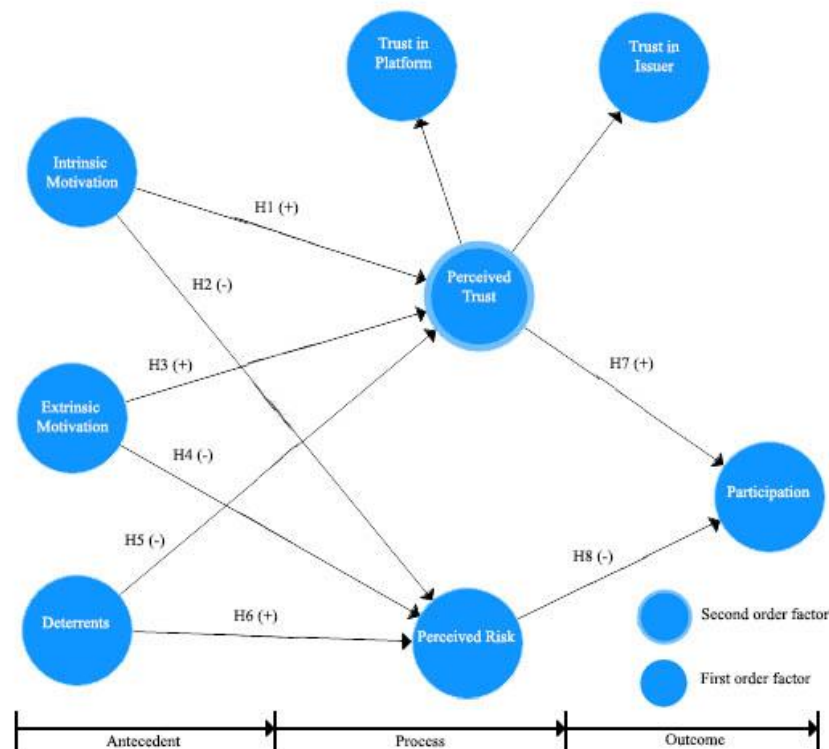 Trust in
Platform
Trust in
Issuer
Intrinsic
Motivation
H1 (+)
Perceived
Trust
H2 (-)
H3 (+)
H7 (+)
Extrinsic
Motivation
H4 (-)
Participation
H5 (-)
H8 (-)
H6 (+)
Deterrents
Perceived Risk
Second order factor
First order factor
Antecedent
Process
Outcome